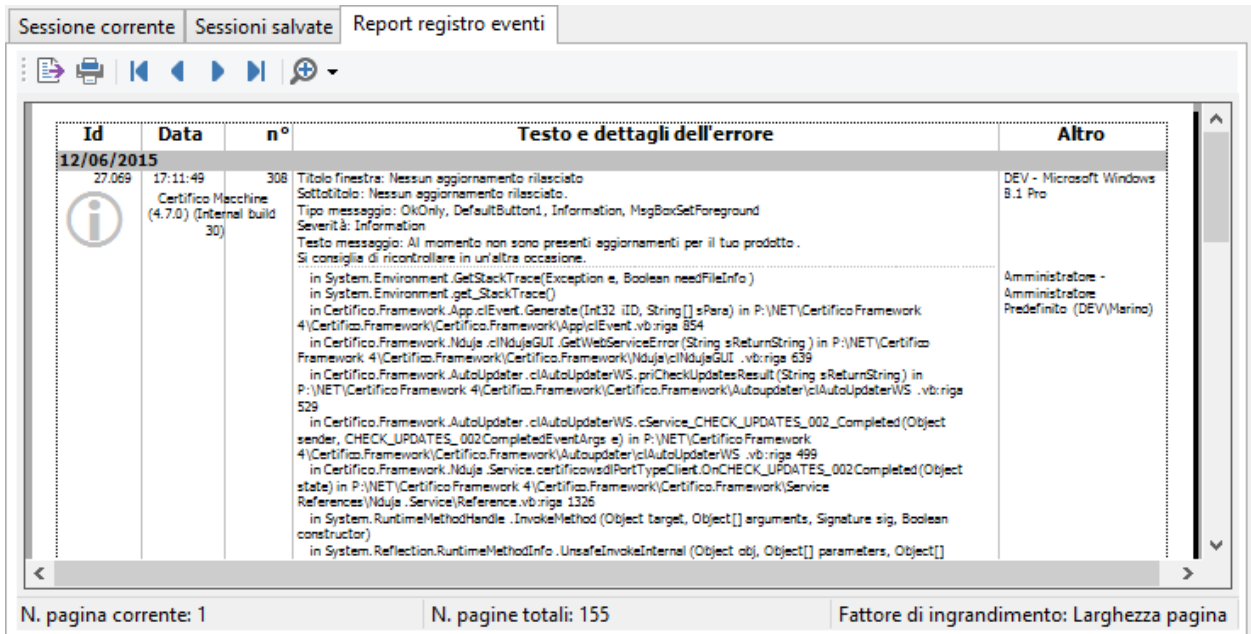 Sessione corrente Sessioni salvate Report registro eventi
Id Data n° Testo e dettagli dell'errore Altro
12/06/2015
27.069 17:11:49 308 Titolo finestra: Nessun aggiornamento rilasciato DEV - Microsoft Windows
Certifico Macchine Sottotitolo: Nessun aggiornamento rilasciato. 8.1 Pro
(4.7.0) (Internal build Tipo messaggio: OkOnly, DefaultButton1, Information, MsgBoxSetForeground
30) Severità: Information
Testo messaggio: Al momento non sono presenti aggiornamenti per il tuo prodotto.
Si consiglia di ricontrollare in un'altra occasione.
in System.Environment.GetStackTrace(Exception e, Boolean needFileInfo) Amministratore -
in System.Environment.get_StackTrace() Amministratore
in Certifico.Framework.App.clEvent.Generate(Int32 iID, String[] sPara) in P:\NET\Certifico Framework Predefinito (DEV\Marino)
4\Certifico.Framework\Certifico.Framework\App\clEvent.vb:riga 854
in Certifico.Framework.Nduja.clNdujaGUI.GetWebServiceError(String sReturnString) in P:\NET\Certifico
Framework 4\Certifico.Framework\Certifico.Framework\Nduja\clNdujaGUI.vb:riga 639
in Certifico.Framework.AutoUpdater.clAutoUpdaterWS.priCheckUpdatesResult(String sReturnString) in
P:\NET\Certifico Framework 4\Certifico.Framework\Certifico.Framework\Autoupdater\clAutoUpdaterWS.vb:riga
529
in Certifico.Framework.AutoUpdater.clAutoUpdaterWS.cService_CHECK_UPDATES_002_Completed(Object
sender, CHECK_UPDATES_002CompletedEventArgs e) in P:\NET\Certifico Framework
4\Certifico.Framework\Certifico.Framework\Autoupdater\clAutoUpdaterWS.vb:riga 499
in Certifico.Framework.Nduja.Service.certificowsdlPortTypeClient.OnCHECK_UPDATES_002Completed(Object
state) in P:\NET\Certifico Framework 4\Certifico.Framework\Certifico.Framework\Service
References\Nduja.Service\Reference.vb:riga 1326
in System.RuntimeMethodHandle.InvokeMethod(Object target, Object[] arguments, Signature sig, Boolean
constructor)
in System.Reflection.RuntimeMethodInfo.UnsafeInvokeInternal(Object obj, Object[] parameters, Object[]
N. pagina corrente: 1 N. pagine totali: 155 Fattore di ingrandimento: Larghezza pagina